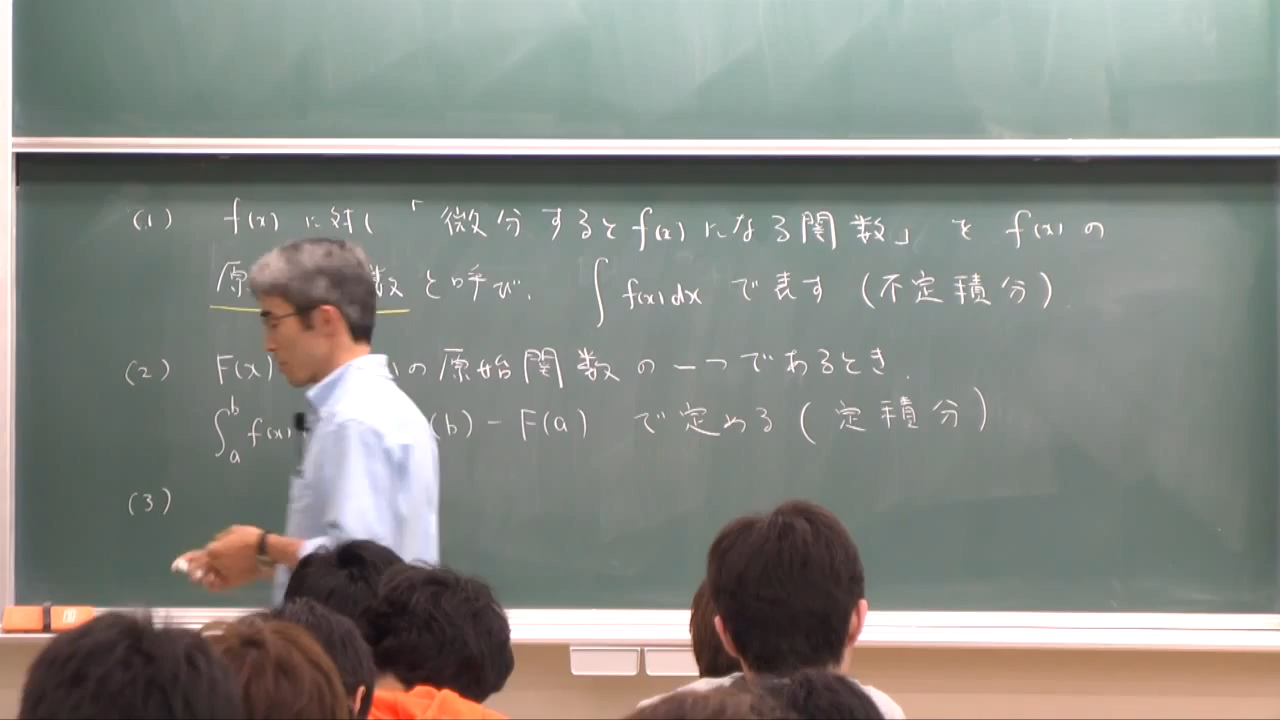 (1) f(x) に対し「微分するとf(x)になる関数」を f(x)の
原 数と呼び、 ∫f(x)dx で表す (不定積分).
(2) F(x) の原始関数の一つであるとき、
∫_a^b f(x) (b) - F(a) で定める (定積分)
(3)